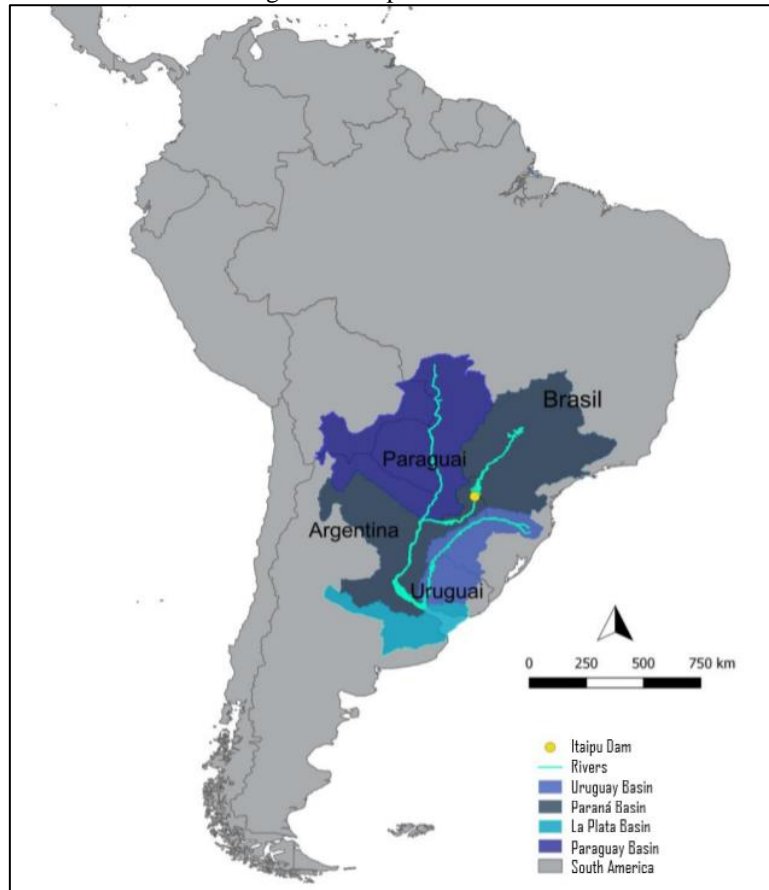 Brasil
Paraguai
Argentina
Uruguai
0 250 500 750 km
Itaipu Dam
Rivers
Uruguay Basin
Paraná Basin
La Plata Basin
Paraguay Basin
South America